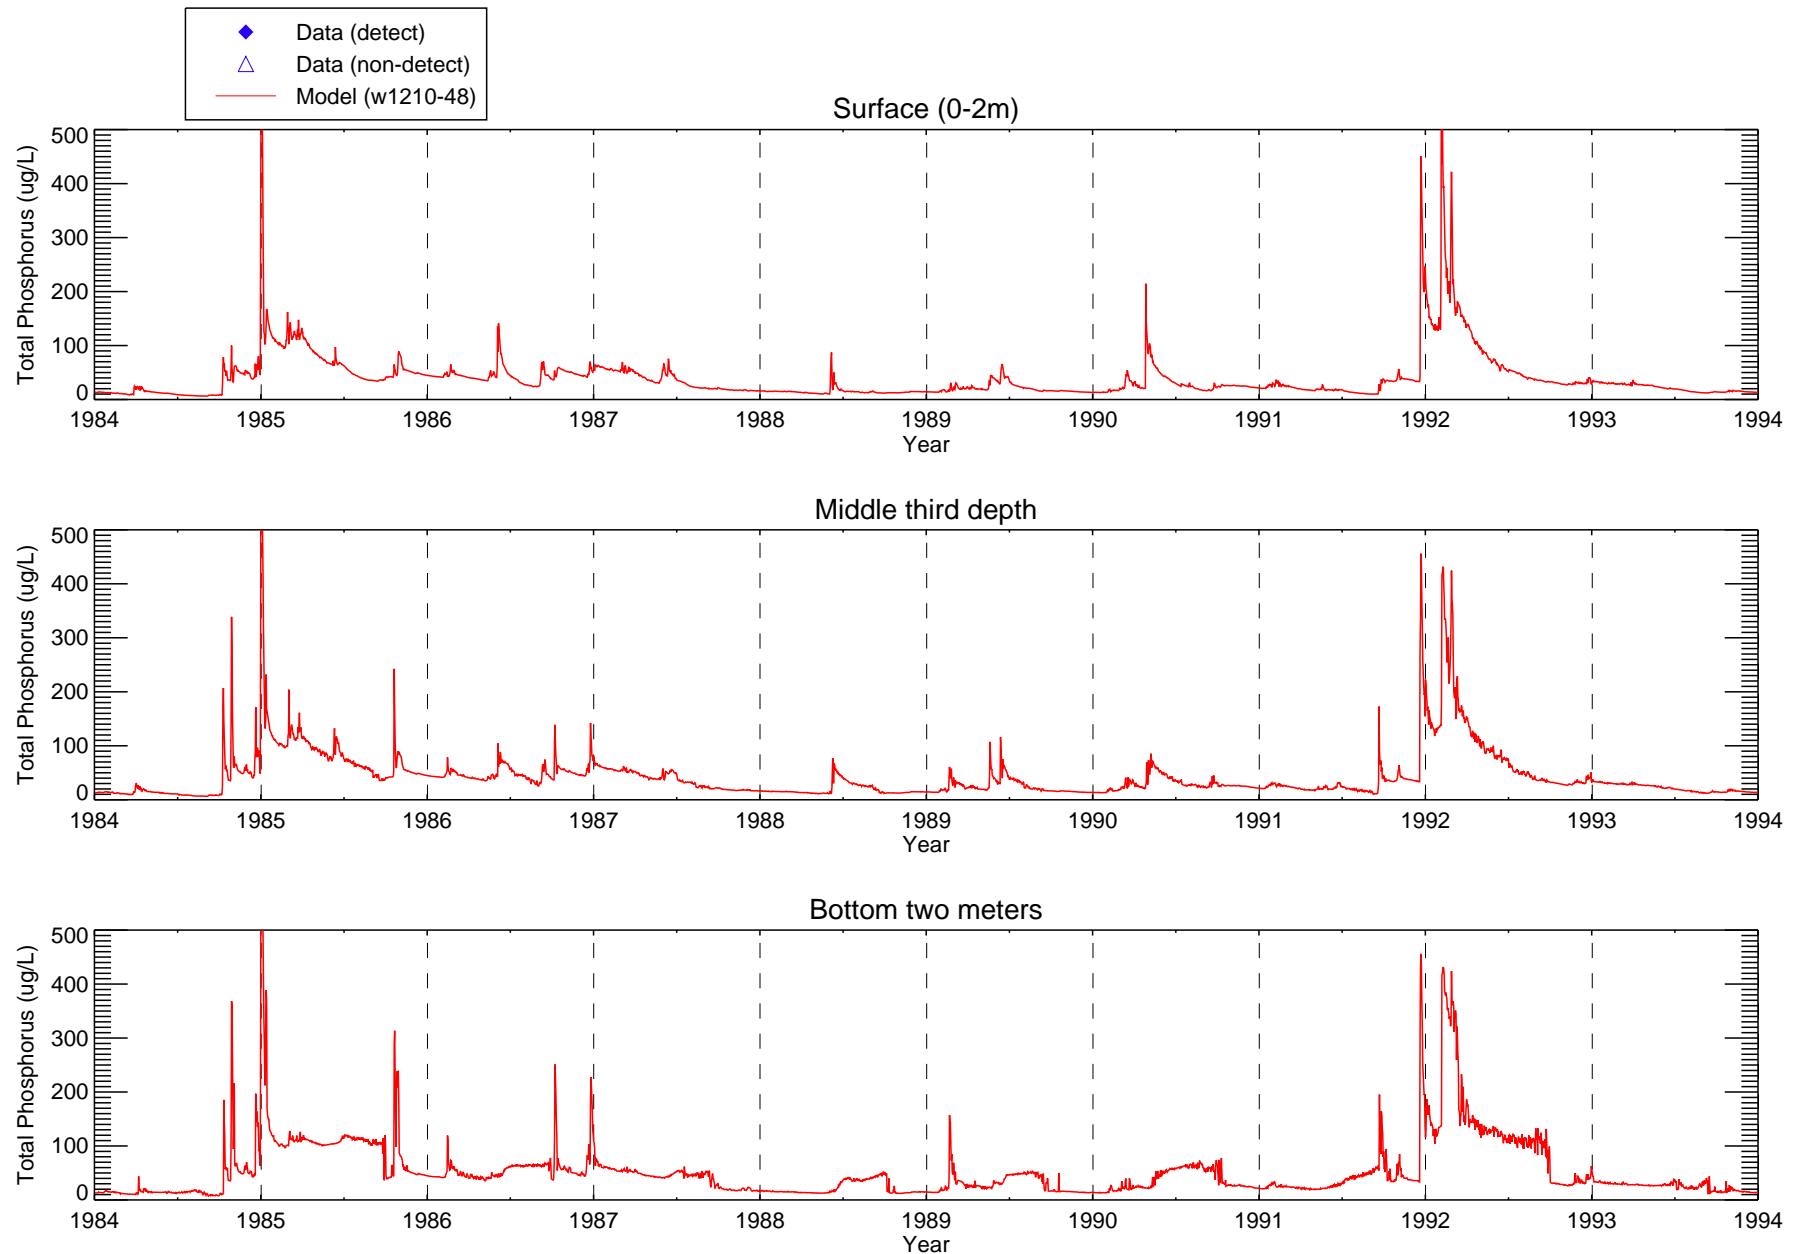 Data (detect)
Data (non-detect)
Model (w1210-48)
Surface (0-2m)
Total Phosphorus (ug/L)
500
400
300
200
100
0
1984 1985 1986 1987 1988 1989 1990 1991 1992 1993 1994
Year
Middle third depth
Total Phosphorus (ug/L)
500
400
300
200
100
0
1984 1985 1986 1987 1988 1989 1990 1991 1992 1993 1994
Year
Bottom two meters
Total Phosphorus (ug/L)
500
400
300
200
100
0
1984 1985 1986 1987 1988 1989 1990 1991 1992 1993 1994
Year